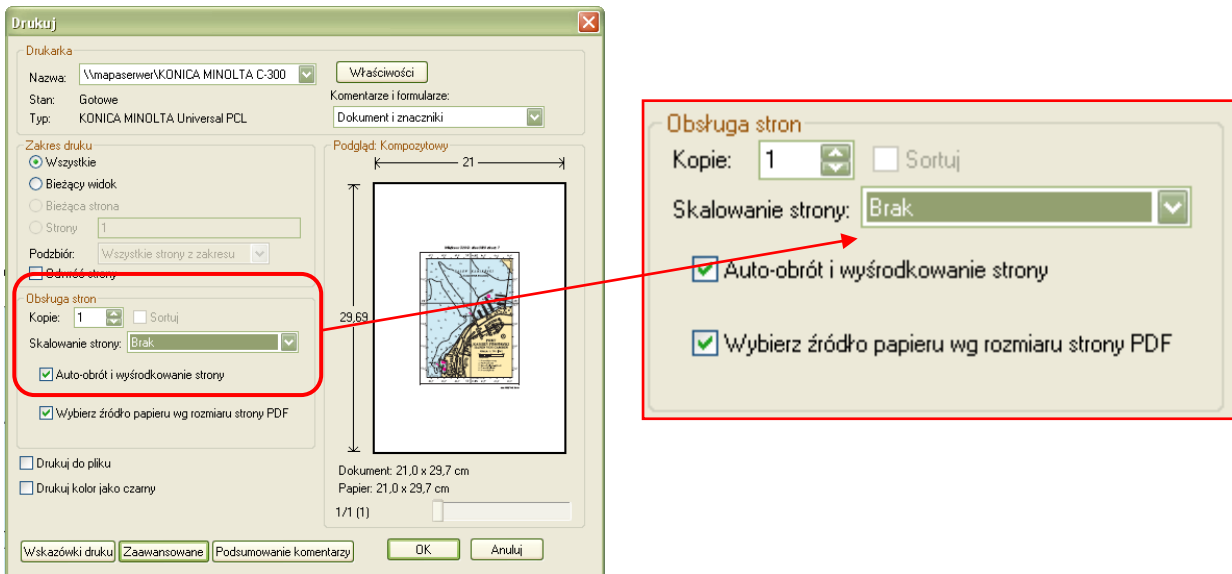 Drukuj
Drukarka
Nazwa: \\mapaserwer\KONICA MINOLTA C-300
Właściwości
Stan: Gotowe
Komentarze i formularze:
Typ: KONICA MINOLTA Universal PCL
Dokument i znaczniki
Zakres druku
Wszystkie
Bieżący widok
Bieżąca strona
Strony 1
Podzbiór: Wszystkie strony z zakresu
Odwróć strony
Obsługa stron
Kopie: 1 Sortuj
Skalowanie strony: Brak
Auto-obrót i wyśrodkowanie strony
Wybierz źródło papieru wg rozmiaru strony PDF
Drukuj do pliku
Drukuj kolor jako czarny
Podgląd: Kompozytowy
21
29,69
Dokument: 21,0 x 29,7 cm
Papier: 21,0 x 29,7 cm
1/1 (1)
Wskazówki druku Zaawansowane Podsumowanie komentarzy OK Anuluj
Obsługa stron
Kopie: 1 Sortuj
Skalowanie strony: Brak
Auto-obrót i wyśrodkowanie strony
Wybierz źródło papieru wg rozmiaru strony PDF